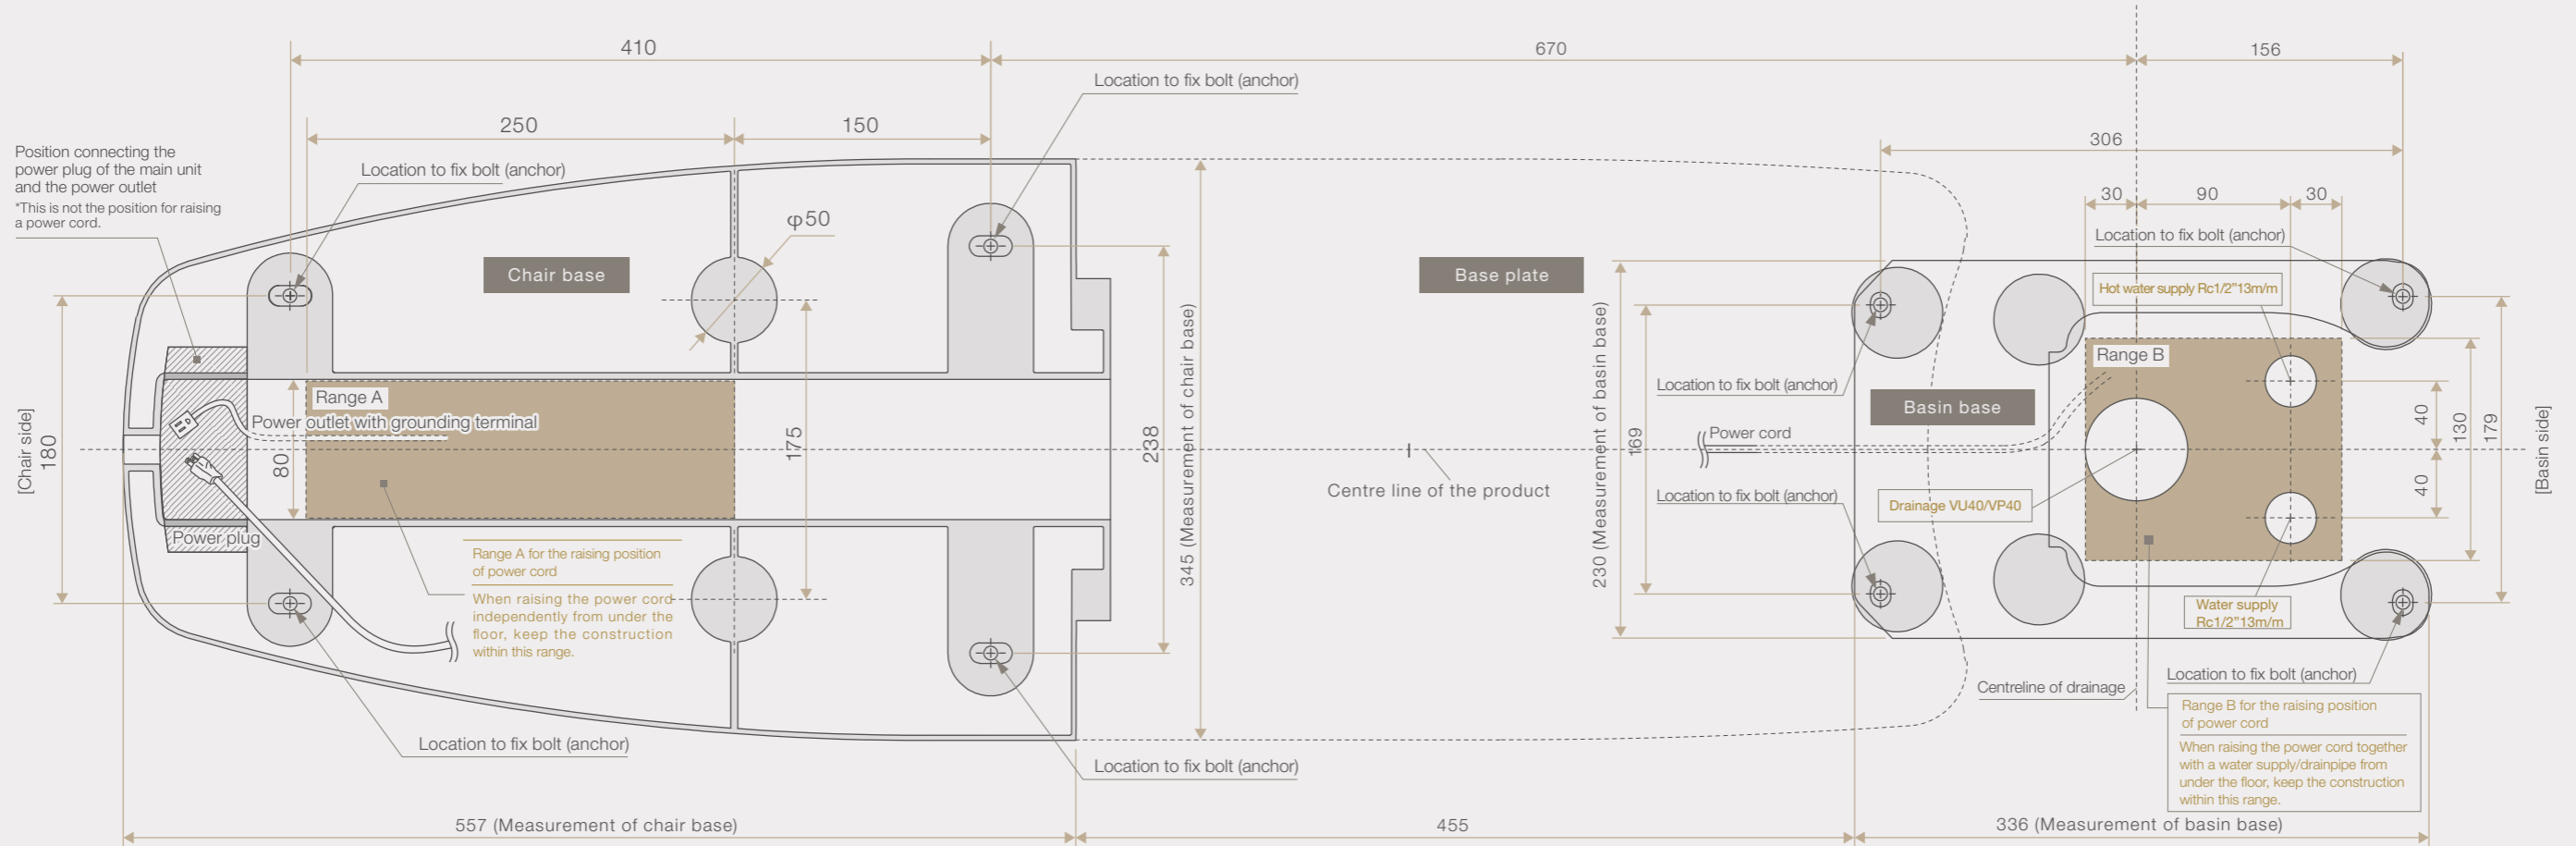 410
670
156
Location to fix bolt (anchor)
250
150
306
Position connecting the
power plug of the main unit
and the power outlet
*This is not the position for raising
a power cord.
Location to fix bolt (anchor)
30
90
30
φ50
Location to fix bolt (anchor)
Chair base
Base plate
Hot water supply Rc1/2"13m/m
Range B
Location to fix bolt (anchor)
Range A
Power outlet with grounding terminal
Basin base
Power cord
[Chair side]
180
80
175
238
345 (Measurement of chair base)
230 (Measurement of basin base)
169
40
40
130
179
[Basin side]
Centre line of the product
Location to fix bolt (anchor)
Drainage VU40/VP40
Power plug
Range A for the raising position
of power cord
When raising the power cord
independently from under the
floor, keep the construction
within this range.
Water supply
Rc1/2"13m/m
Location to fix bolt (anchor)
Centreline of drainage
Range B for the raising position
of power cord
When raising the power cord together
with a water supply/drainpipe from
under the floor, keep the construction
within this range.
Location to fix bolt (anchor)
Location to fix bolt (anchor)
557 (Measurement of chair base)
455
336 (Measurement of basin base)